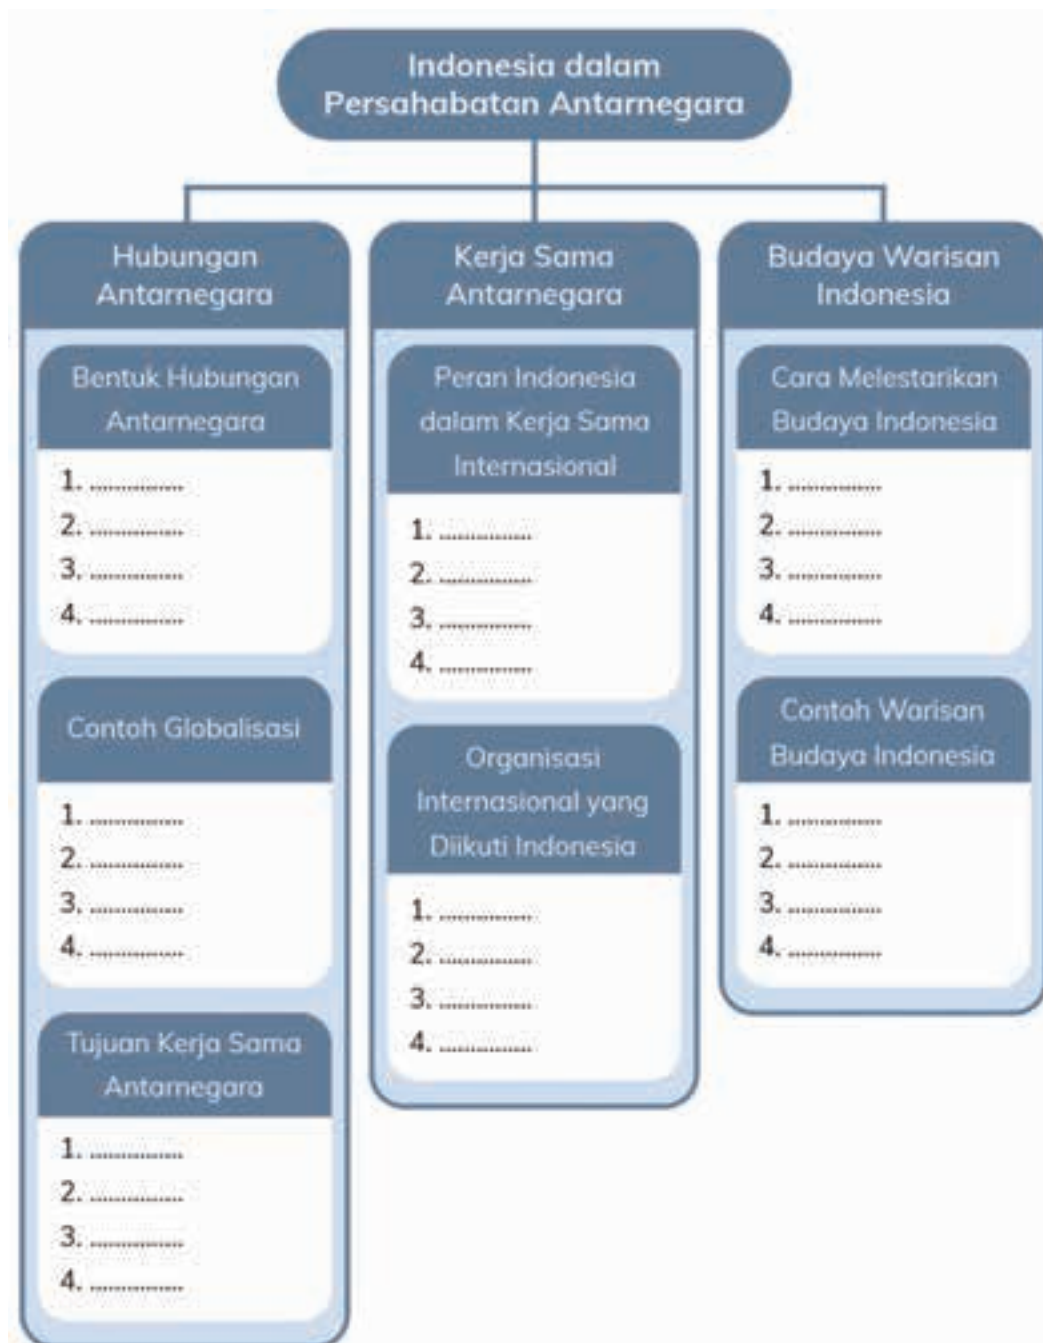 Indonesia dalam
Persahabatan Antarnegara
Hubungan
Antarnegara
Bentuk Hubungan
Antarnegara
1. ................
2. ................
3. ................
4. ................
Contoh Globalisasi
1. ................
2. ................
3. ................
4. ................
Tujuan Kerja Sama
Antarnegara
1. ................
2. ................
3. ................
4. ................
Kerja Sama
Antarnegara
Peran Indonesia
dalam Kerja Sama
Internasional
1. ................
2. ................
3. ................
4. ................
Organisasi
Internasional yang
Diikuti Indonesia
1. ................
2. ................
3. ................
4. ................
Budaya Warisan
Indonesia
Cara Melestarikan
Budaya Indonesia
1. ................
2. ................
3. ................
4. ................
Contoh Warisan
Budaya Indonesia
1. ................
2. ................
3. ................
4. ................